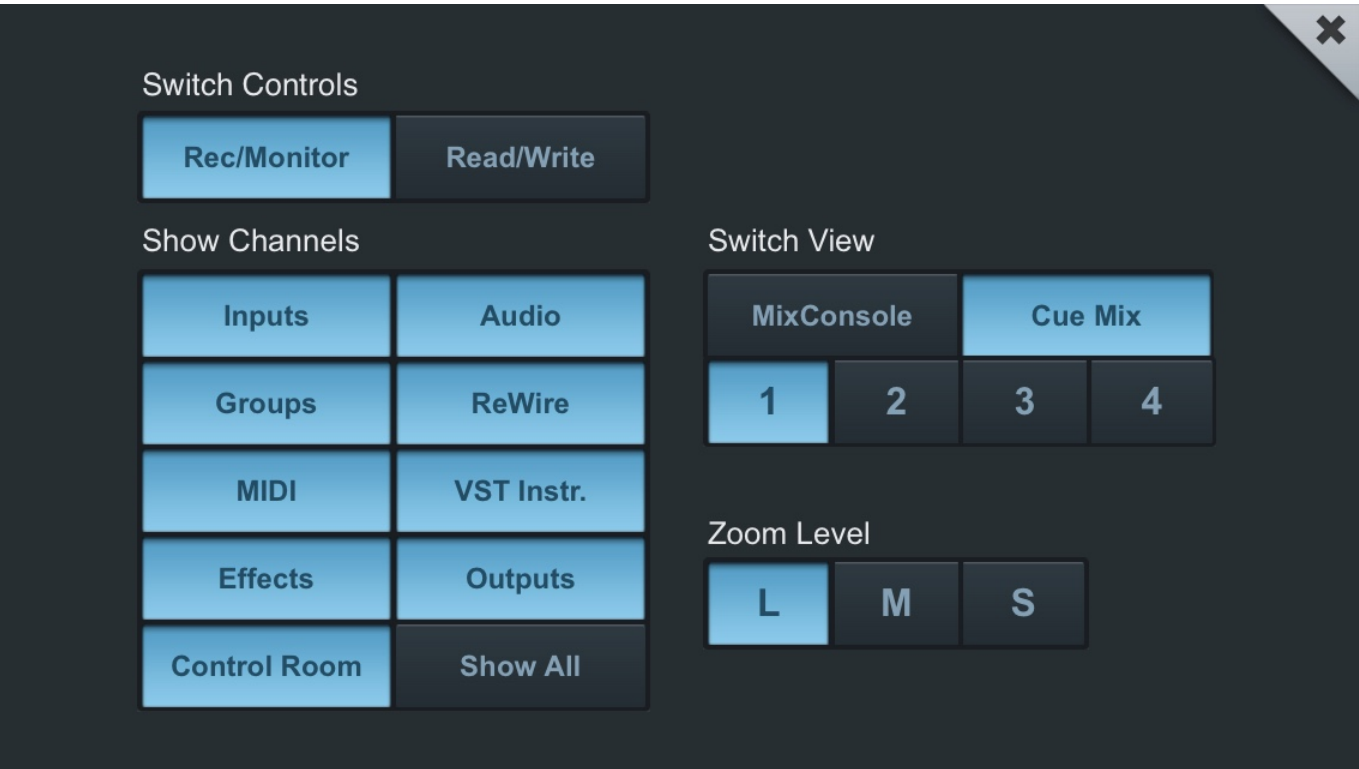 Switch Controls
Rec/Monitor Read/Write
Show Channels
Inputs Audio
Groups ReWire
MIDI VST Instr.
Effects Outputs
Control Room Show All
Switch View
MixConsole Cue Mix
1 2 3 4
Zoom Level
L M S